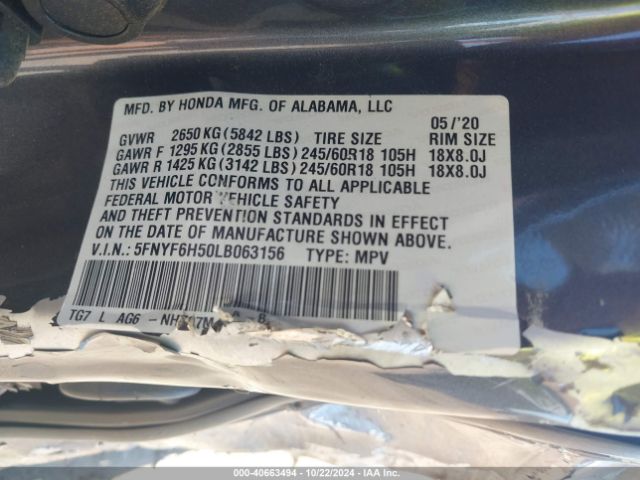 MFD. BY HONDA MFG. OF ALABAMA, LLC
05/'20
GVWR 2650 KG (5842 LBS) TIRE SIZE RIM SIZE
GAWR F 1295 KG (2855 LBS) 245/60R18 105H 18X8.0J
GAWR R 1425 KG (3142 LBS) 245/60R18 105H 18X8.0J
THIS VEHICLE CONFORMS TO ALL APPLICABLE
FEDERAL MOTOR VEHICLE SAFETY
AND THEFT PREVENTION STANDARDS IN EFFECT
ON THE DATE OF MANUFACTURE SHOWN ABOVE.
V.I.N.: 5FNYF6H50LB063156 TYPE: MPV
TG7 L AG6
000-40663494 - 10/22/2024 - IAA Inc.